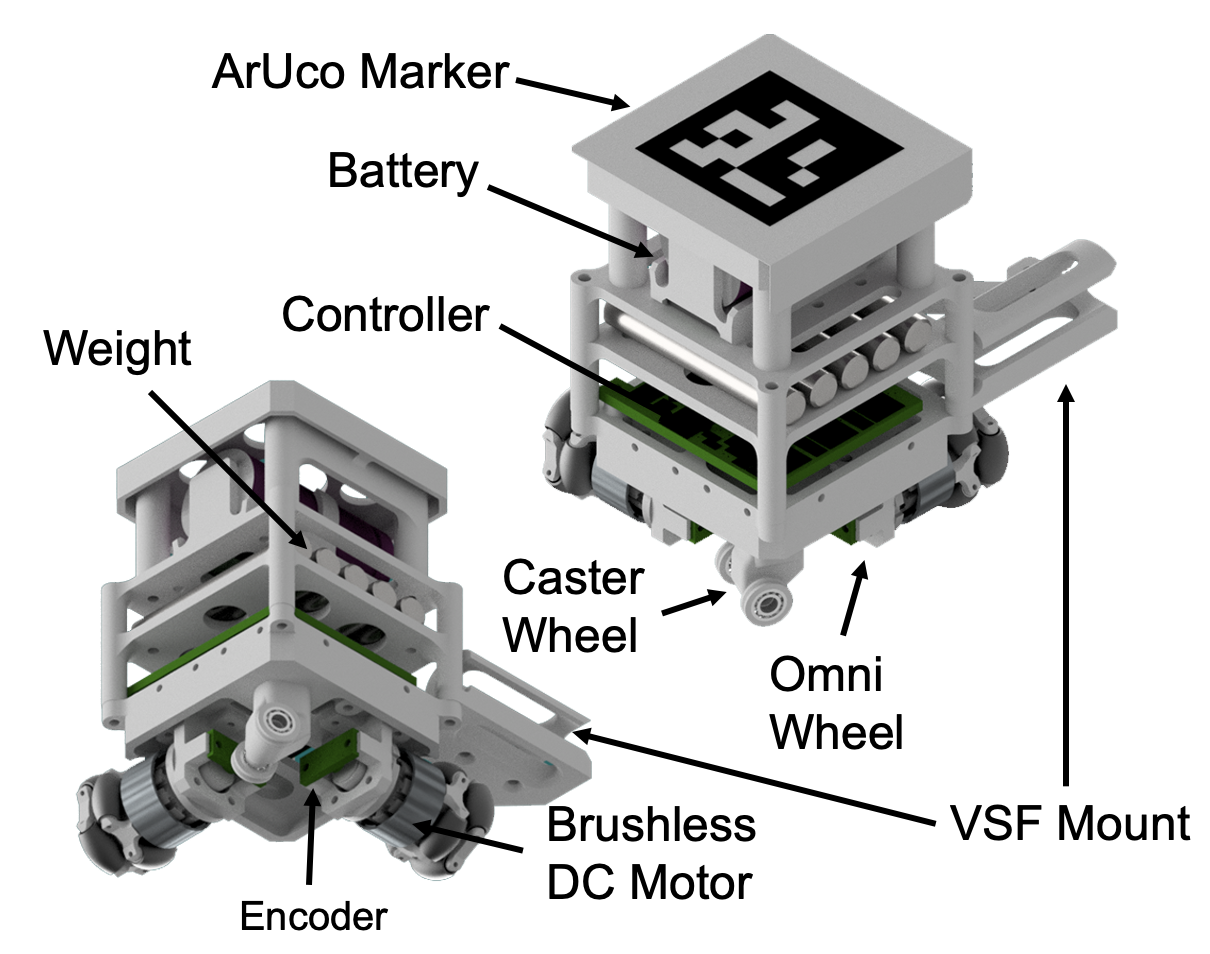 ArUco Marker
Battery
Controller
Weight
Caster
Wheel
Omni
Wheel
VSF Mount
Brushless
DC Motor
Encoder